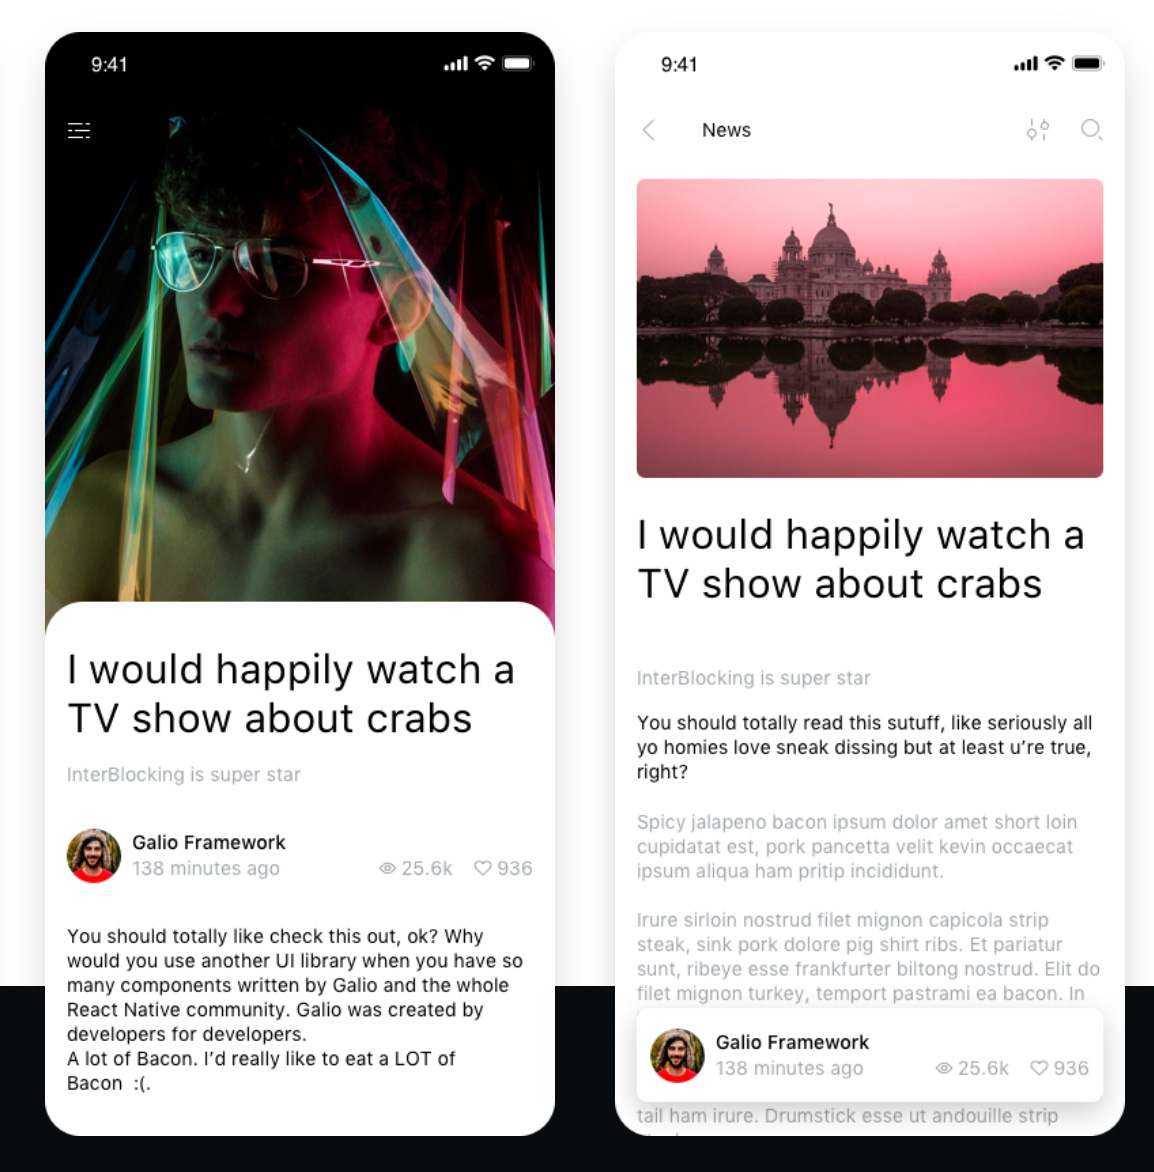 9:41
I would happily watch a
TV show about crabs
InterBlocking is super star
Galio Framework
138 minutes ago
25.6k
936
You should totally like check this out, ok? Why
would you use another UI library when you have so
many components written by Galio and the whole
React Native community. Galio was created by
developers for developers.
A lot of Bacon. I’d really like to eat a LOT of
Bacon  :(.
9:41
News
I would happily watch a
TV show about crabs
InterBlocking is super star
You should totally read this sutuff, like seriously all
yo homies love sneak dissing but at least u’re true,
right?
Spicy jalapeno bacon ipsum dolor amet short loin
cupidatat est, pork pancetta velit kevin occaecat
ipsum aliqua ham pritip incididunt.
Irure sirloin nostrud filet mignon capicola strip
steak, sink pork dolore pig shirt ribs. Et pariatur
sunt, ribeye esse frankfurter biltong nostrud. Elit do
filet mignon turkey, temport pastrami ea bacon. In
Galio Framework
138 minutes ago
25.6k
936
tail ham irure. Drumstick esse ut andouille strip